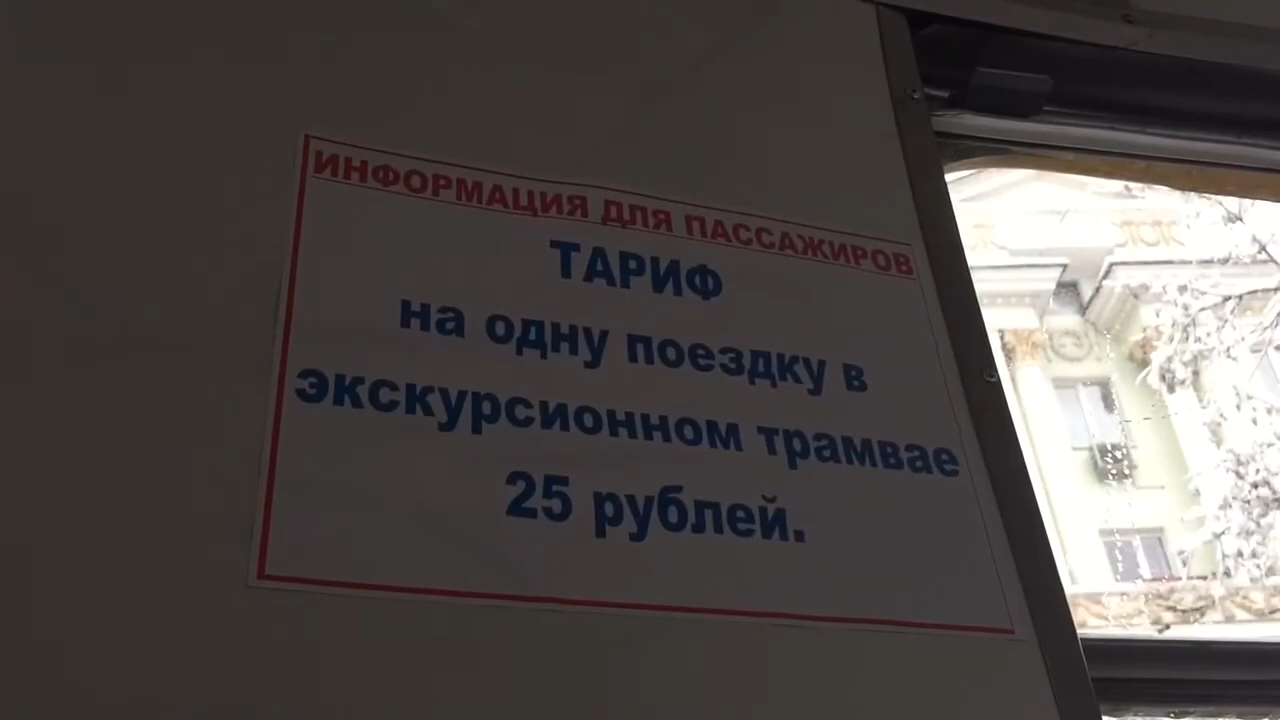 ИНФОРМАЦИЯ ДЛЯ ПАССАЖИРОВ
ТАРИФ
на одну поездку в
экскурсионном трамвае
25 рублей.